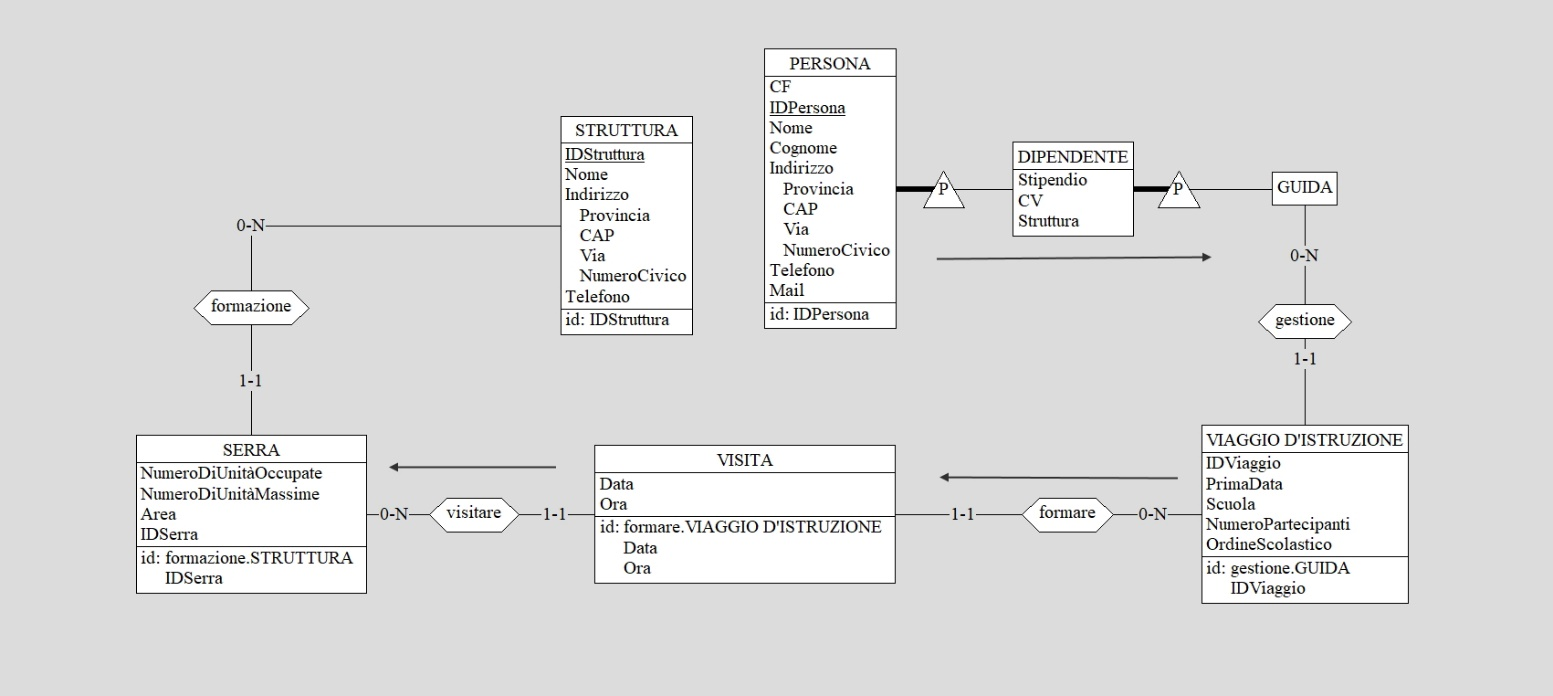 PERSONA
CF
IDPersona
Nome
Cognome
Indirizzo
Provincia
CAP
Via
NumeroCivico
Telefono
Mail
id: IDPersona
STRUTTURA
IDStruttura
Nome
Indirizzo
Provincia
CAP
Via
NumeroCivico
Telefono
id: IDStruttura
P
DIPENDENTE
Stipendio
CV
Struttura
P
GUIDA
0-N
gestione
1-1
0-N
formazione
1-1
SERRA
NumeroDiUnitàOccupate
NumeroDiUnitàMassime
Area
IDSerra
id: formazione.STRUTTURA
IDSerra
0-N
visitare
1-1
VISITA
Data
Ora
id: formare.VIAGGIO D'ISTRUZIONE
Data
Ora
1-1
formare
0-N
VIAGGIO D'ISTRUZIONE
IDViaggio
PrimaData
Scuola
NumeroPartecipanti
OrdineScolastico
id: gestione.GUIDA
IDViaggio